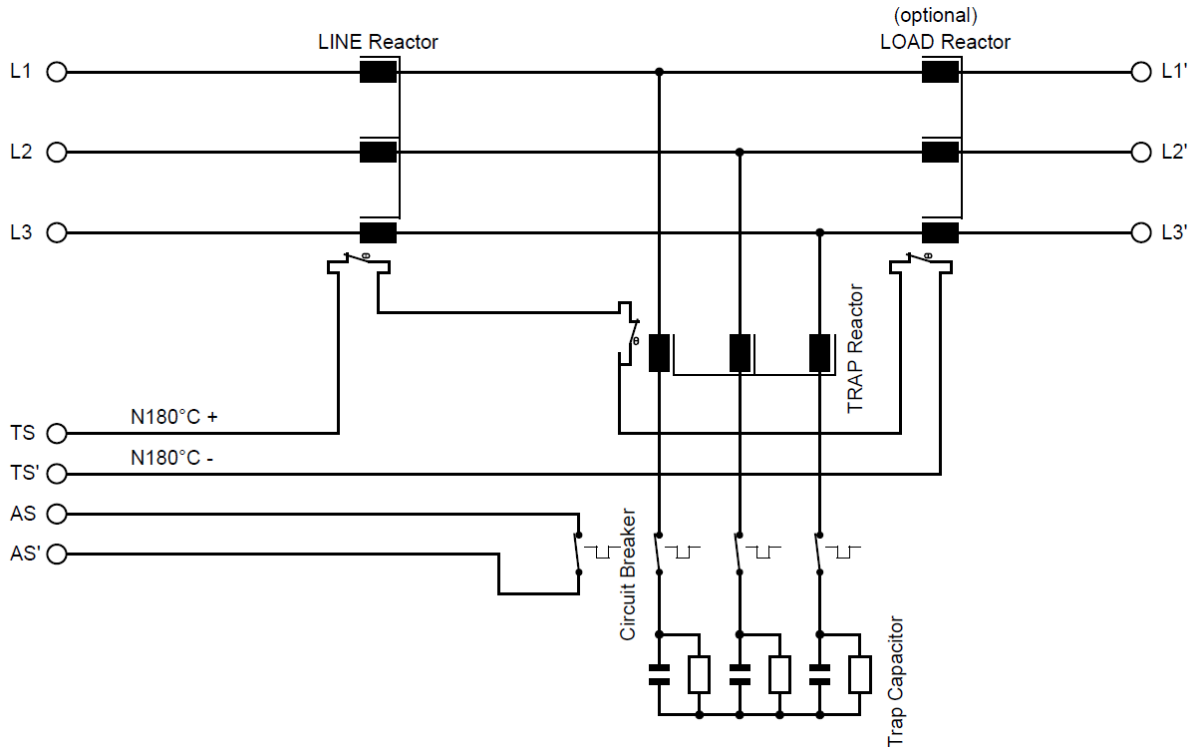 (optional)
LINE Reactor
LOAD Reactor
L1
L1'
L2
L2'
L3
L3'
θ
θ
θ
TRAP Reactor
TS
N180°C +
TS'
N180°C -
AS
AS'
Circuit Breaker
Trap Capacitor